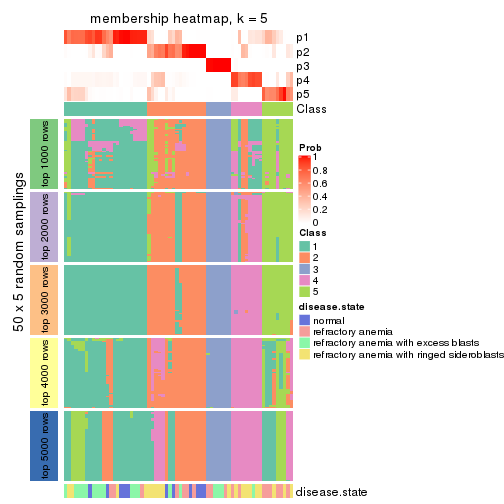 membership heatmap, k = 5
p1
p2
p3
p4
p5
Class
50 x 5 random samplings
top 1000 rows
top 2000 rows
top 3000 rows
top 4000 rows
top 5000 rows
disease.state
Prob
1
0.8
0.6
0.4
0.2
0
Class
1
2
3
4
5
disease.state
normal
refractory anemia
refractory anemia with excess blasts
refractory anemia with ringed sideroblasts